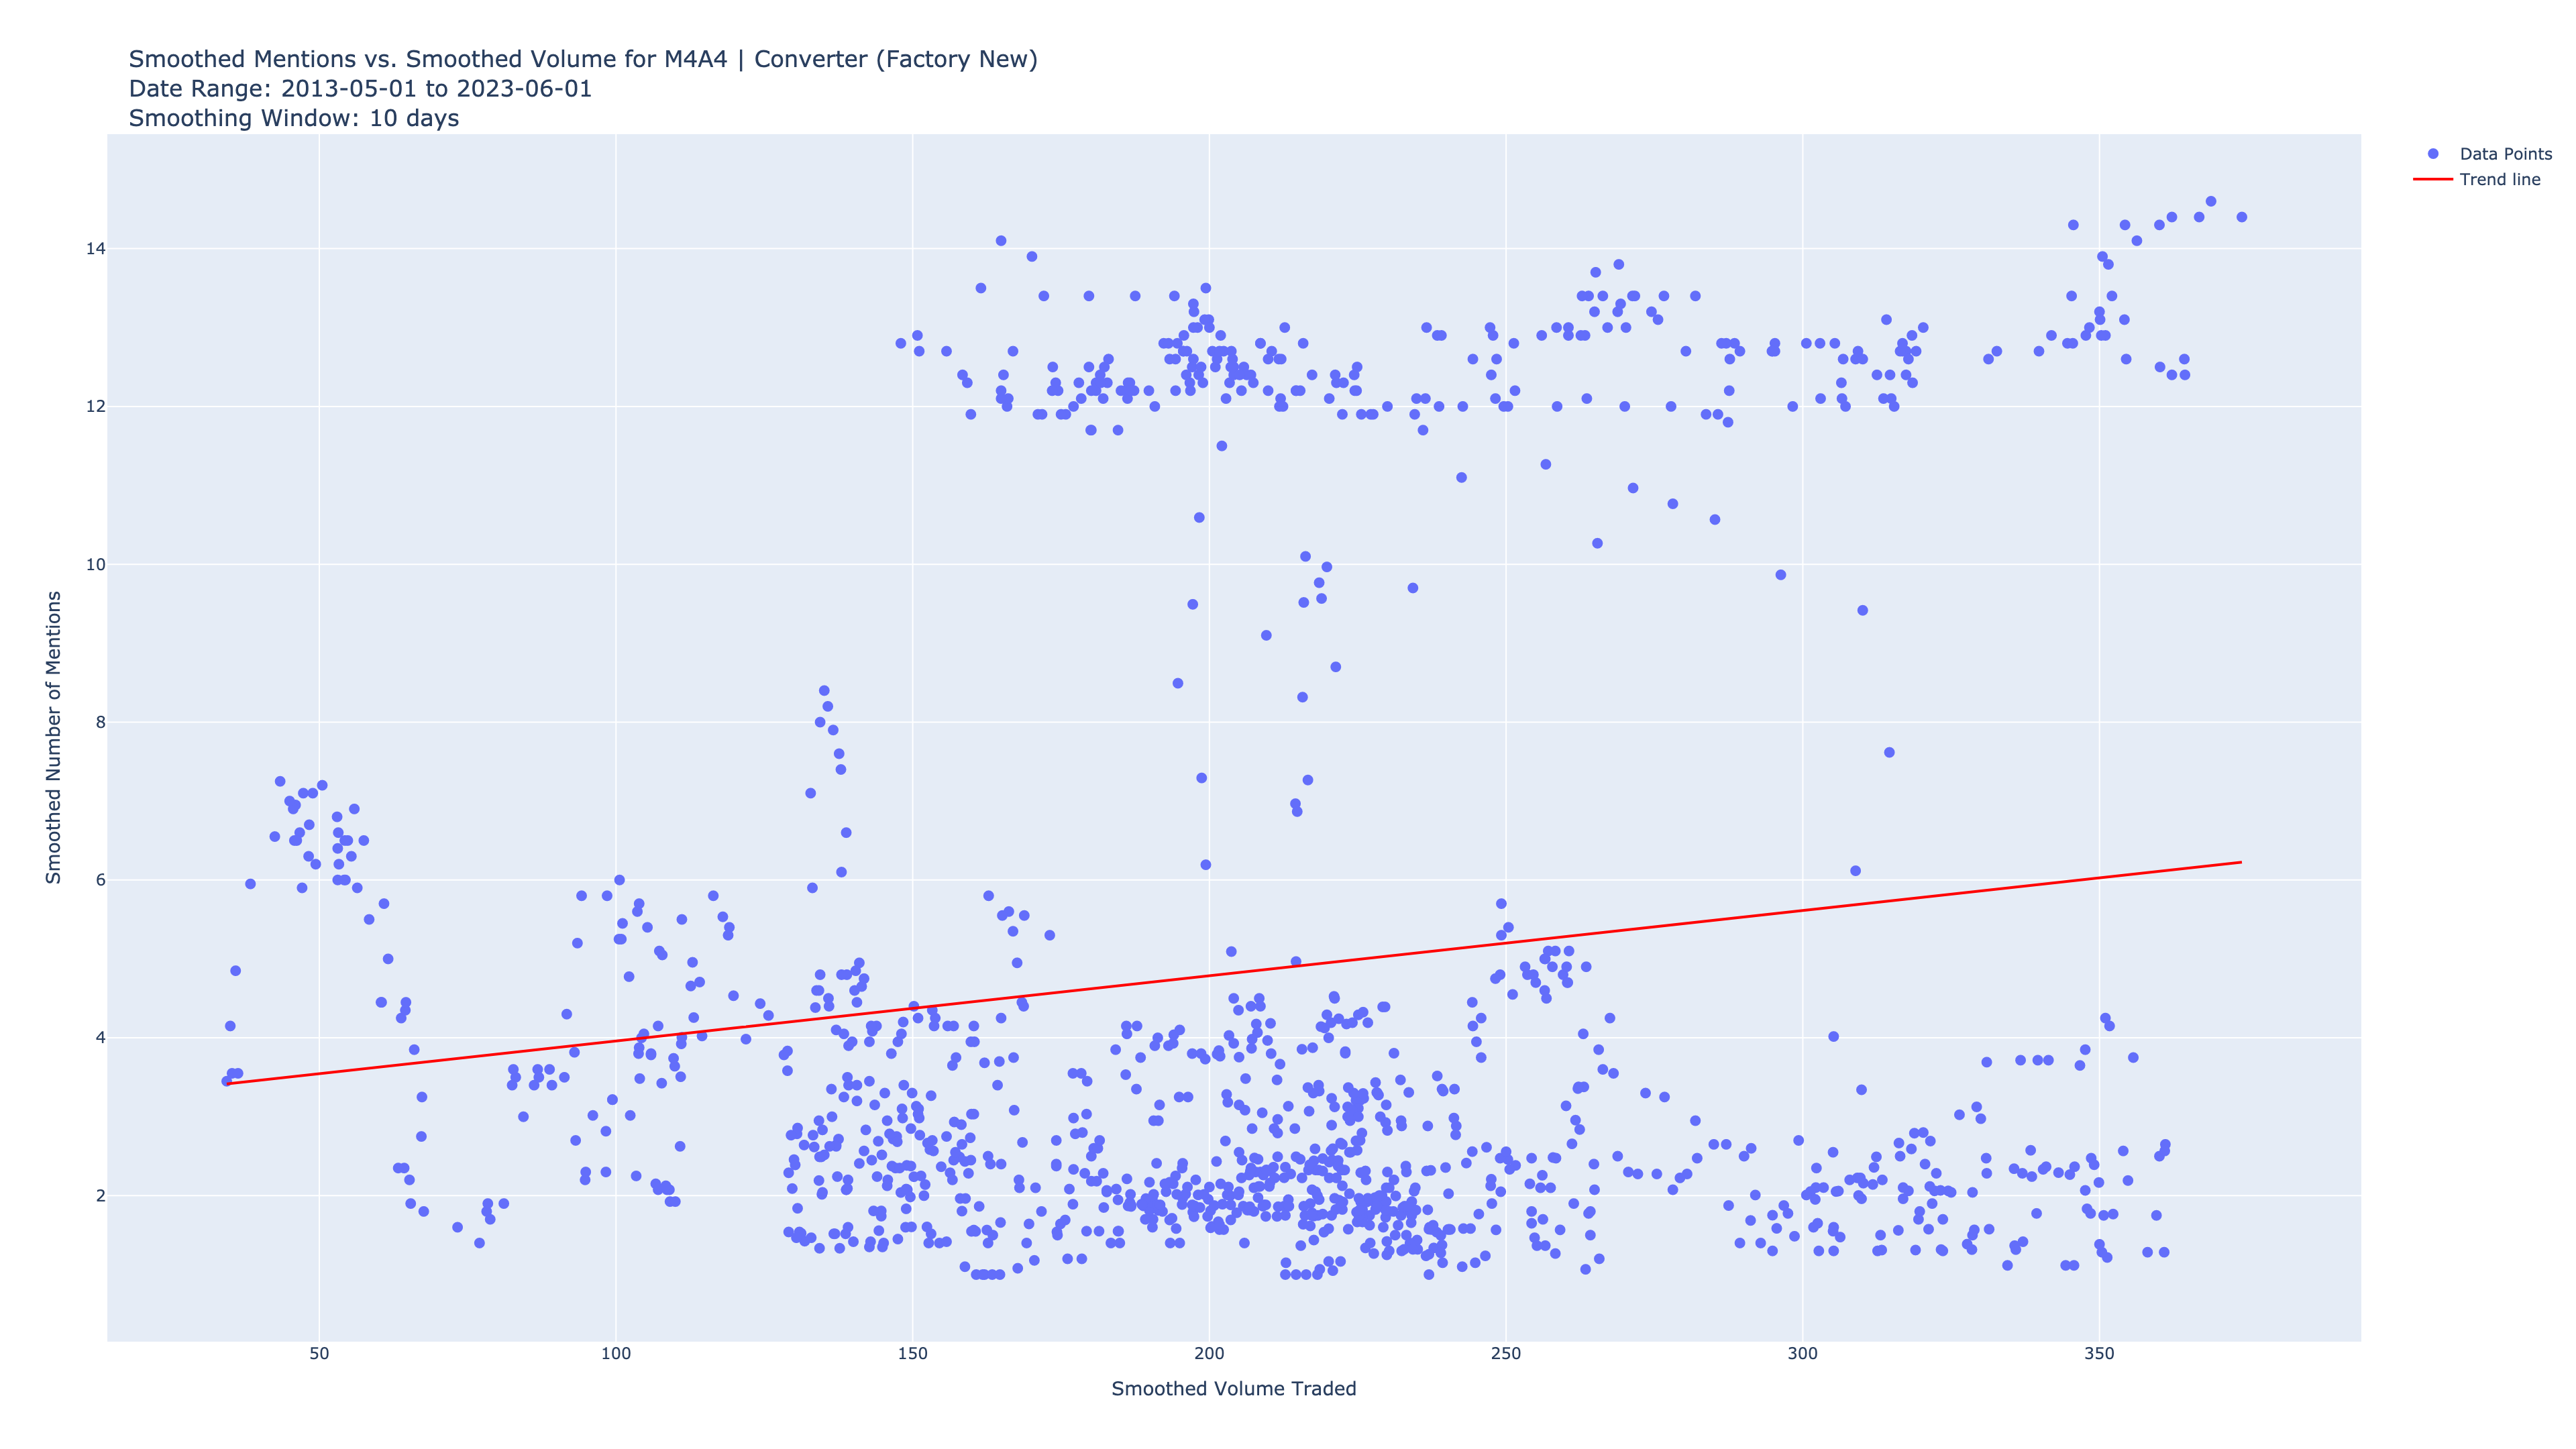 Smoothed Mentions vs. Smoothed Volume for M4A4 | Converter (Factory New)
Date Range: 2013-05-01 to 2023-06-01
Smoothing Window: 10 days
Data Points
Trend line
14
12
10
8
6
4
2
Smoothed Number of Mentions
50
100
150
200
250
300
350
Smoothed Volume Traded